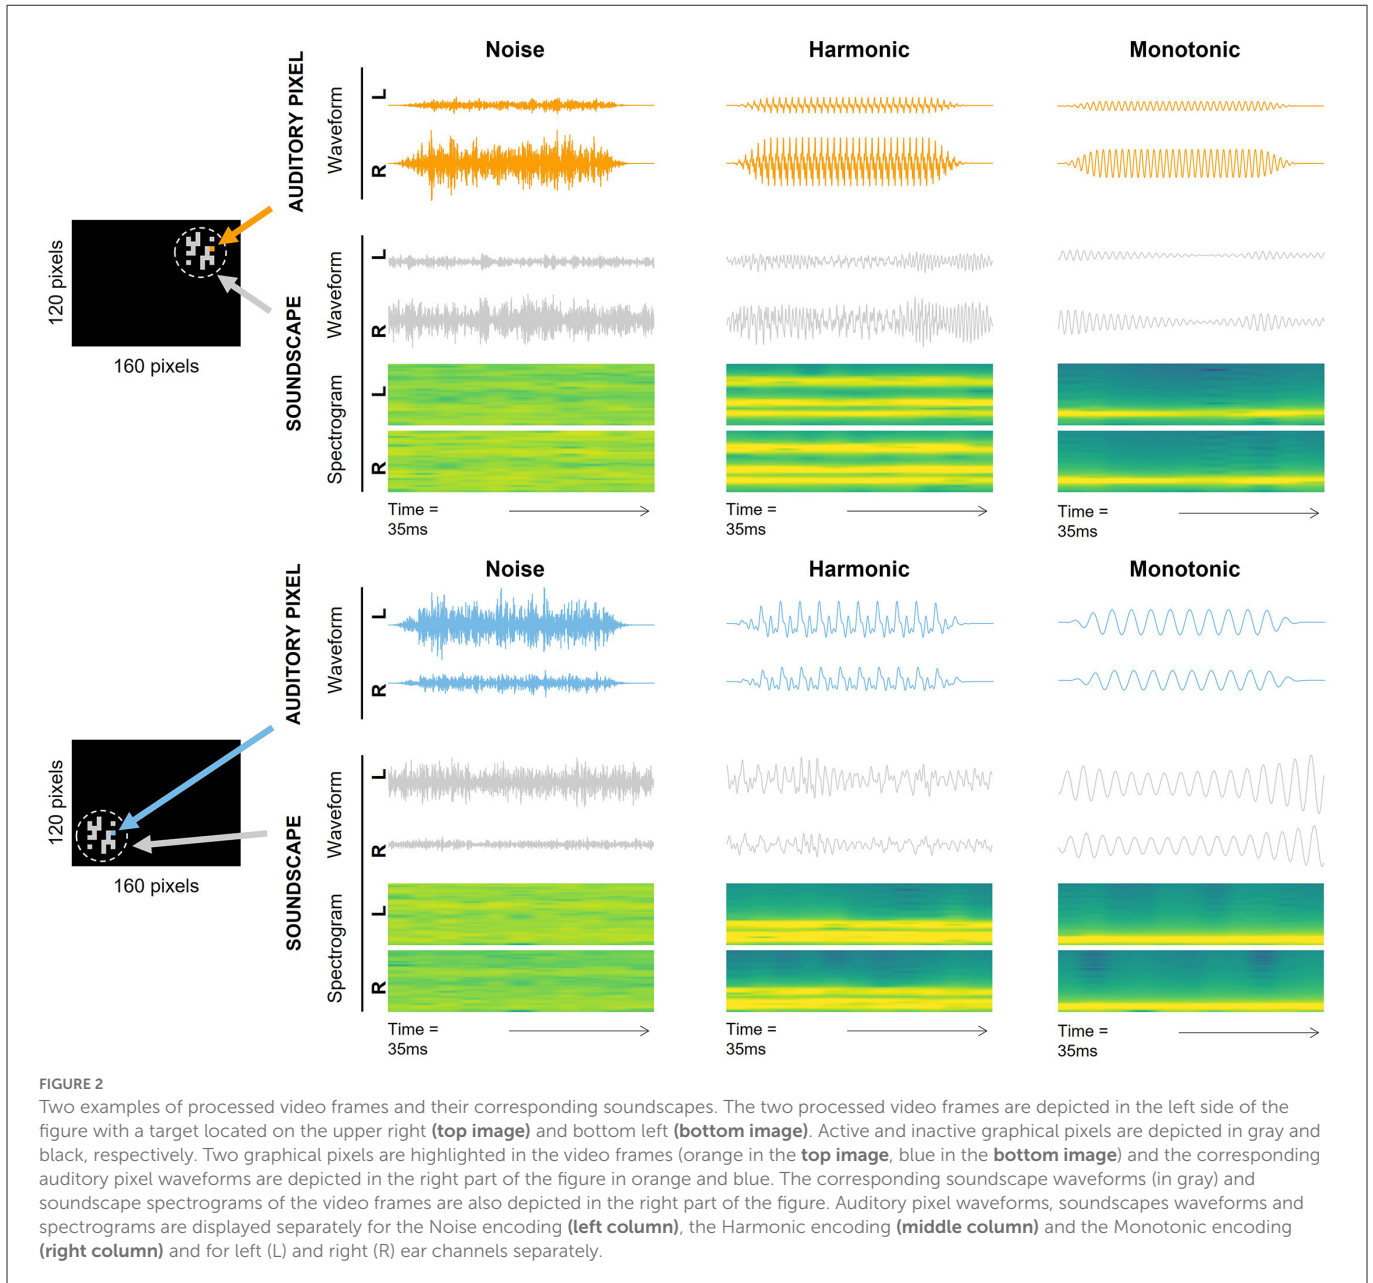 Noise Harmonic Monotonic
AUDITORY PIXEL
Waveform
L
R
120 pixels
160 pixels
SOUNDSCAPE
Waveform
L
R
Spectrogram
L
R
Time = 35ms
Time = 35ms
Time = 35ms
Noise Harmonic Monotonic
AUDITORY PIXEL
Waveform
L
R
120 pixels
160 pixels
SOUNDSCAPE
Waveform
L
R
Spectrogram
L
R
Time = 35ms
Time = 35ms
Time = 35ms
FIGURE 2
Two examples of processed video frames and their corresponding soundscapes. The two processed video frames are depicted in the left side of the
figure with a target located on the upper right (top image) and bottom left (bottom image). Active and inactive graphical pixels are depicted in gray and
black, respectively. Two graphical pixels are highlighted in the video frames (orange in the top image, blue in the bottom image) and the corresponding
auditory pixel waveforms are depicted in the right part of the figure in orange and blue. The corresponding soundscape waveforms (in gray) and
soundscape spectrograms of the video frames are also depicted in the right part of the figure. Auditory pixel waveforms, soundscapes waveforms and
spectrograms are displayed separately for the Noise encoding (left column), the Harmonic encoding (middle column) and the Monotonic encoding
(right column) and for left (L) and right (R) ear channels separately.